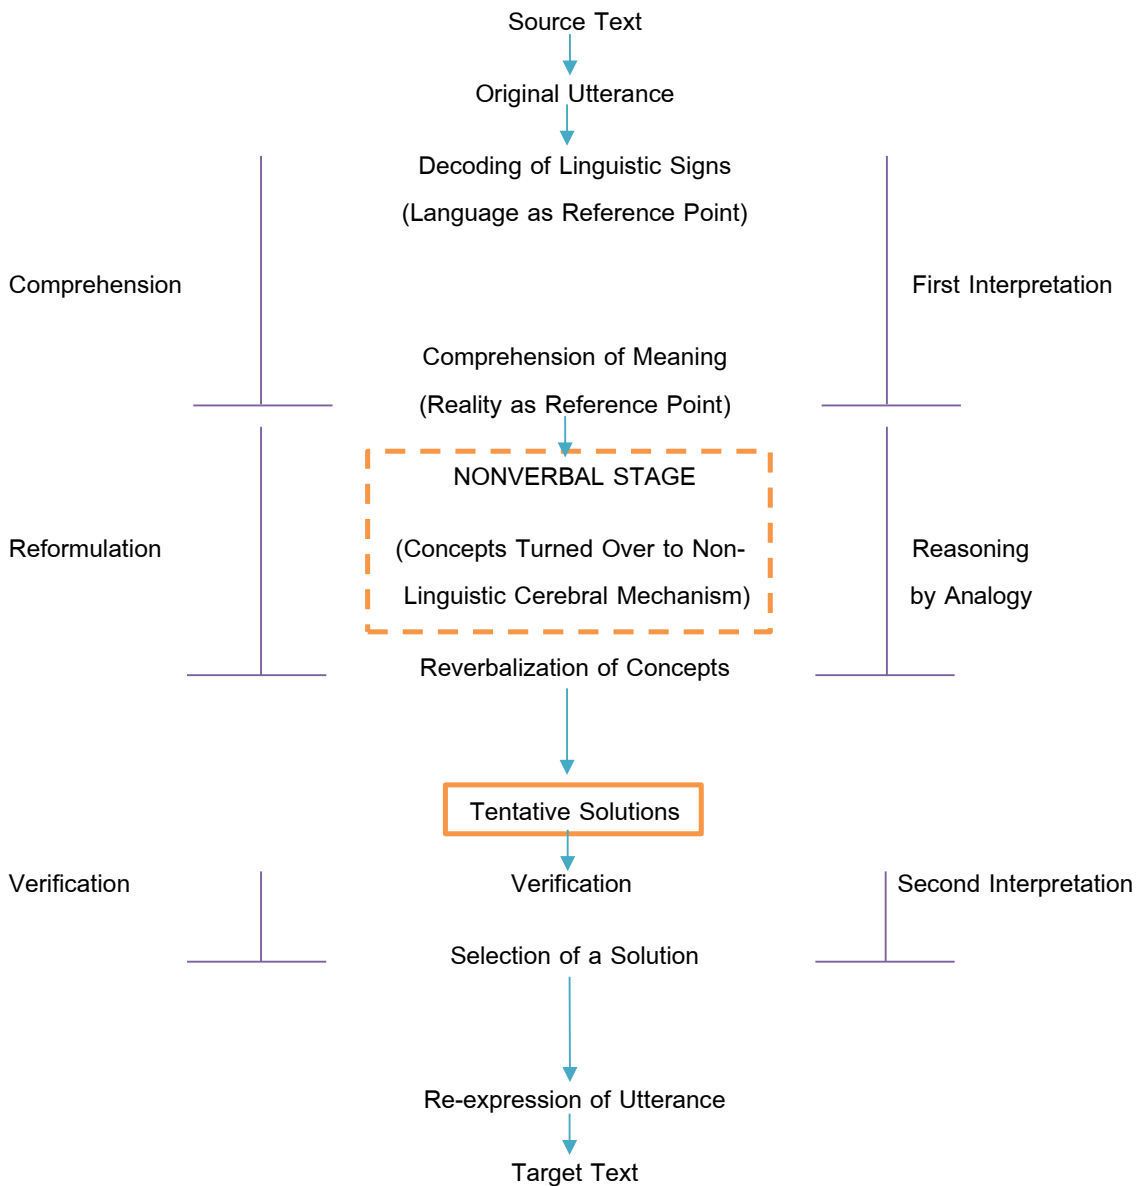 Source Text
Original Utterance
Decoding of Linguistic Signs
(Language as Reference Point)
Comprehension
First Interpretation
Comprehension of Meaning
(Reality as Reference Point)
NONVERBAL STAGE
Reformulation
(Concepts Turned Over to Non-
Linguistic Cerebral Mechanism)
Reasoning
by Analogy
Reverbalization of Concepts
Tentative Solutions
Verification
Verification
Second Interpretation
Selection of a Solution
Re-expression of Utterance
Target Text